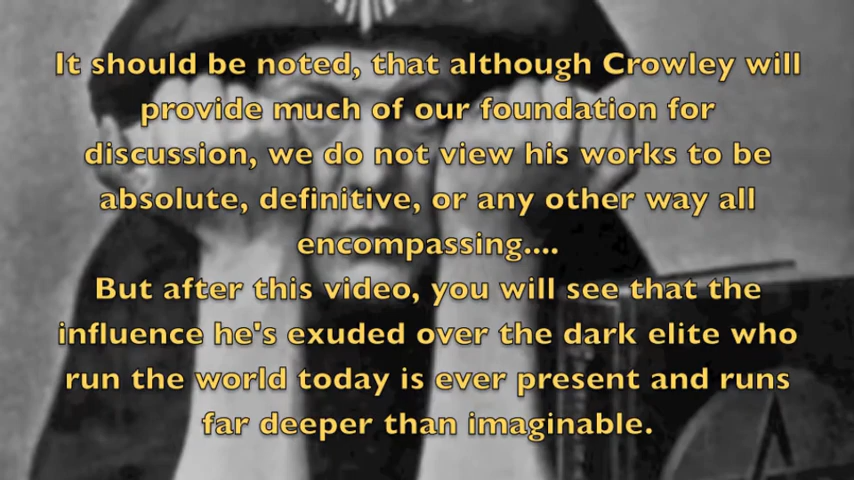 It should be noted, that although Crowley will
provide much of our foundation for
discussion, we do not view his works to be
absolute, definitive, or any other way all
encompassing....
But after this video, you will see that the
influence he's exuded over the dark elite who
run the world today is ever present and runs
far deeper than imaginable.